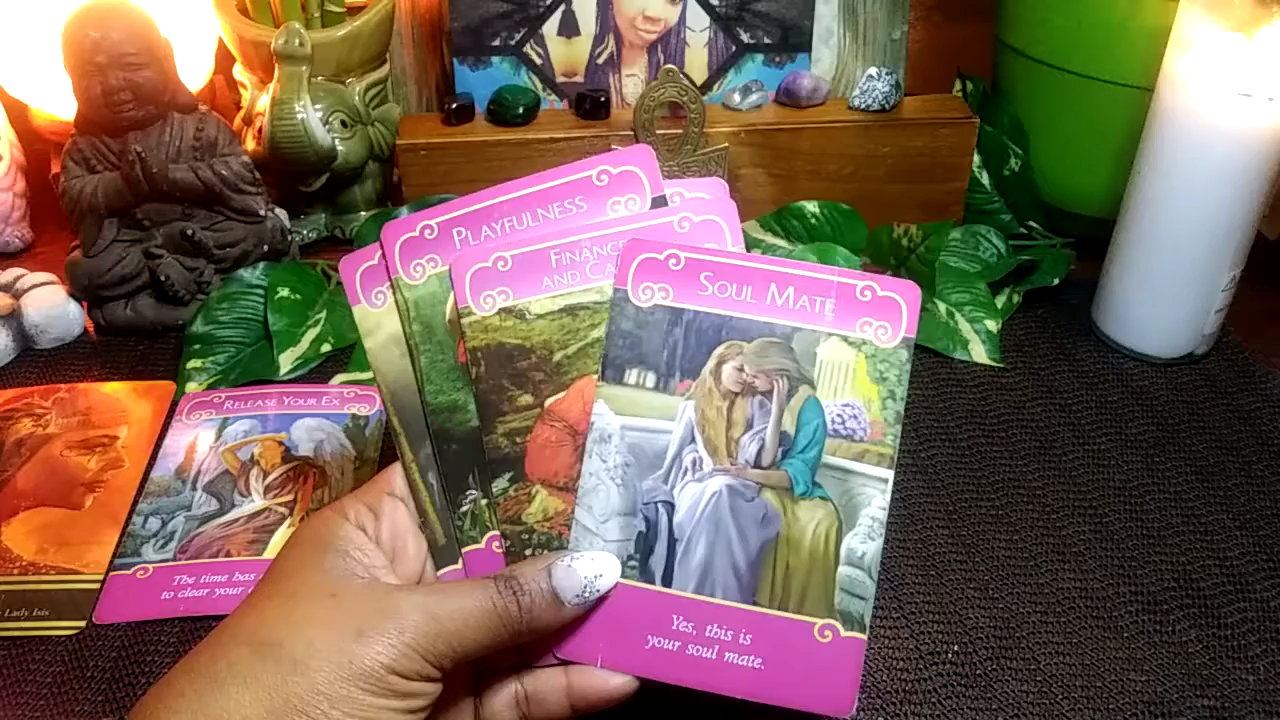 PLAYFULNESS
FINANCE
AND CA
SOUL MATE
RELEASE YOUR EX
Yes, this is
your soul mate.
The time has
to clear your
Lady Isis